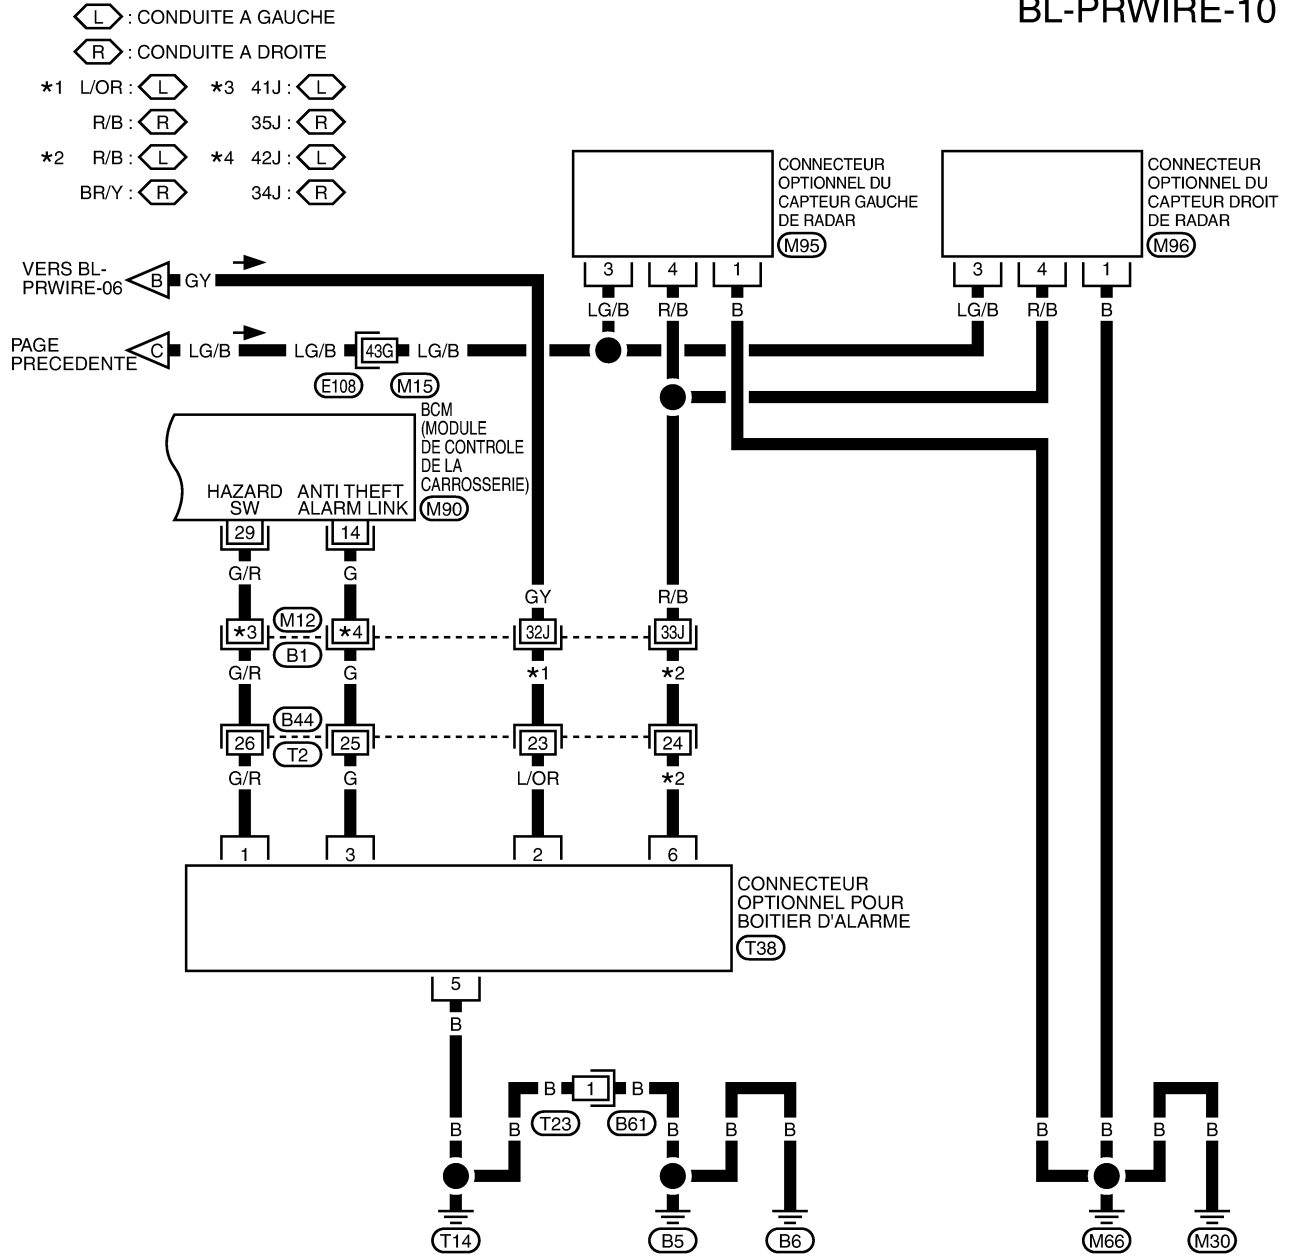 BL-PRWIRE-10
L : CONDUITE A GAUCHE
R : CONDUITE A DROITE
*1 L/OR : L *3 41J : L
R/B : R 35J : R
*2 R/B : L *4 42J : L
BR/Y : R 34J : R
CONNECTEUR
OPTIONNEL DU
CAPTEUR GAUCHE
DE RADAR
M95
CONNECTEUR
OPTIONNEL DU
CAPTEUR DROIT
DE RADAR
M96
3 4 1 3 4 1
LG/B R/B B LG/B R/B B
VERS BL-
PRWIRE-06
B GY
PAGE
PRECEDENTE
C LG/B LG/B 43G LG/B
E108 M15
BCM
(MODULE
DE CONTROLE
DE LA
CARROSSERIE)
M90
HAZARD
SW
ANTI THEFT
ALARM LINK
29 14
G/R G GY R/B
M12
*3 *4 32J 33J
B1
G/R G *1 *2
B44
26 25 23 24
T2
G/R G L/OR *2
1 3 2 6
CONNECTEUR
OPTIONNEL POUR
BOITIER D'ALARME
T38
5
B
B 1 B
T23 B61
B B B B B B B B B
T14 B5 B6 M66 M30